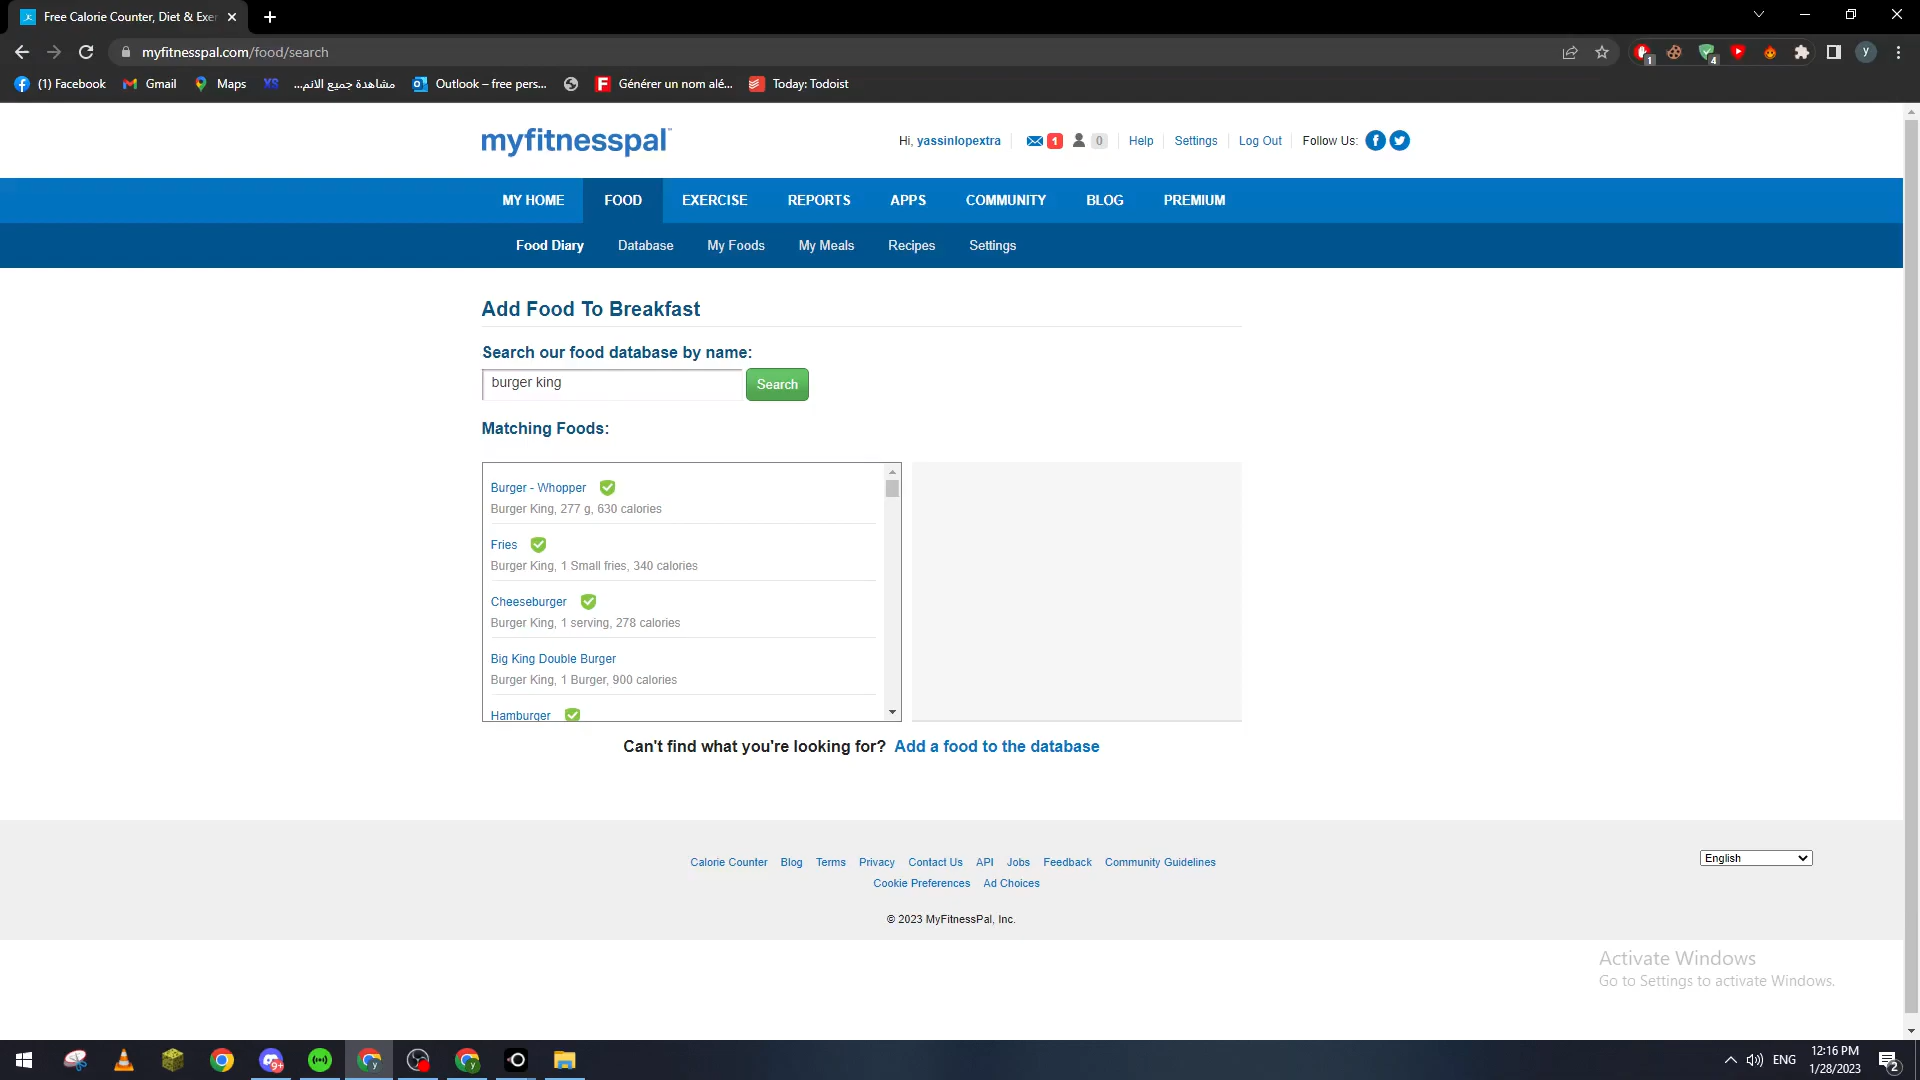 Free Calorie Counter, Diet & Exer
myfitnesspal.com/food/search
1
4
y
(1) Facebook
Gmail
Maps
XS
مشاهدة جميع الانم...
Outlook – free pers...
Générer un nom alé...
Today: Todoist
myfitnesspal
Hi, yassinlopextra
1
0
Help
Settings
Log Out
Follow Us:
MY HOME
FOOD
EXERCISE
REPORTS
APPS
COMMUNITY
BLOG
PREMIUM
Food Diary
Database
My Foods
My Meals
Recipes
Settings
Add Food To Breakfast
Search our food database by name:
burger king
Search
Matching Foods:
Burger - Whopper
Burger King, 277 g, 630 calories
Fries
Burger King, 1 Small fries, 340 calories
Cheeseburger
Burger King, 1 serving, 278 calories
Big King Double Burger
Burger King, 1 Burger, 900 calories
Hamburger
Can't find what you're looking for? Add a food to the database
Calorie Counter
Blog
Terms
Privacy
Contact Us
API
Jobs
Feedback
Community Guidelines
Cookie Preferences
Ad Choices
English
© 2023 MyFitnessPal, Inc.
Activate Windows
Go to Settings to activate Windows.
9+
y
y
ENG
12:16 PM
1/28/2023
2